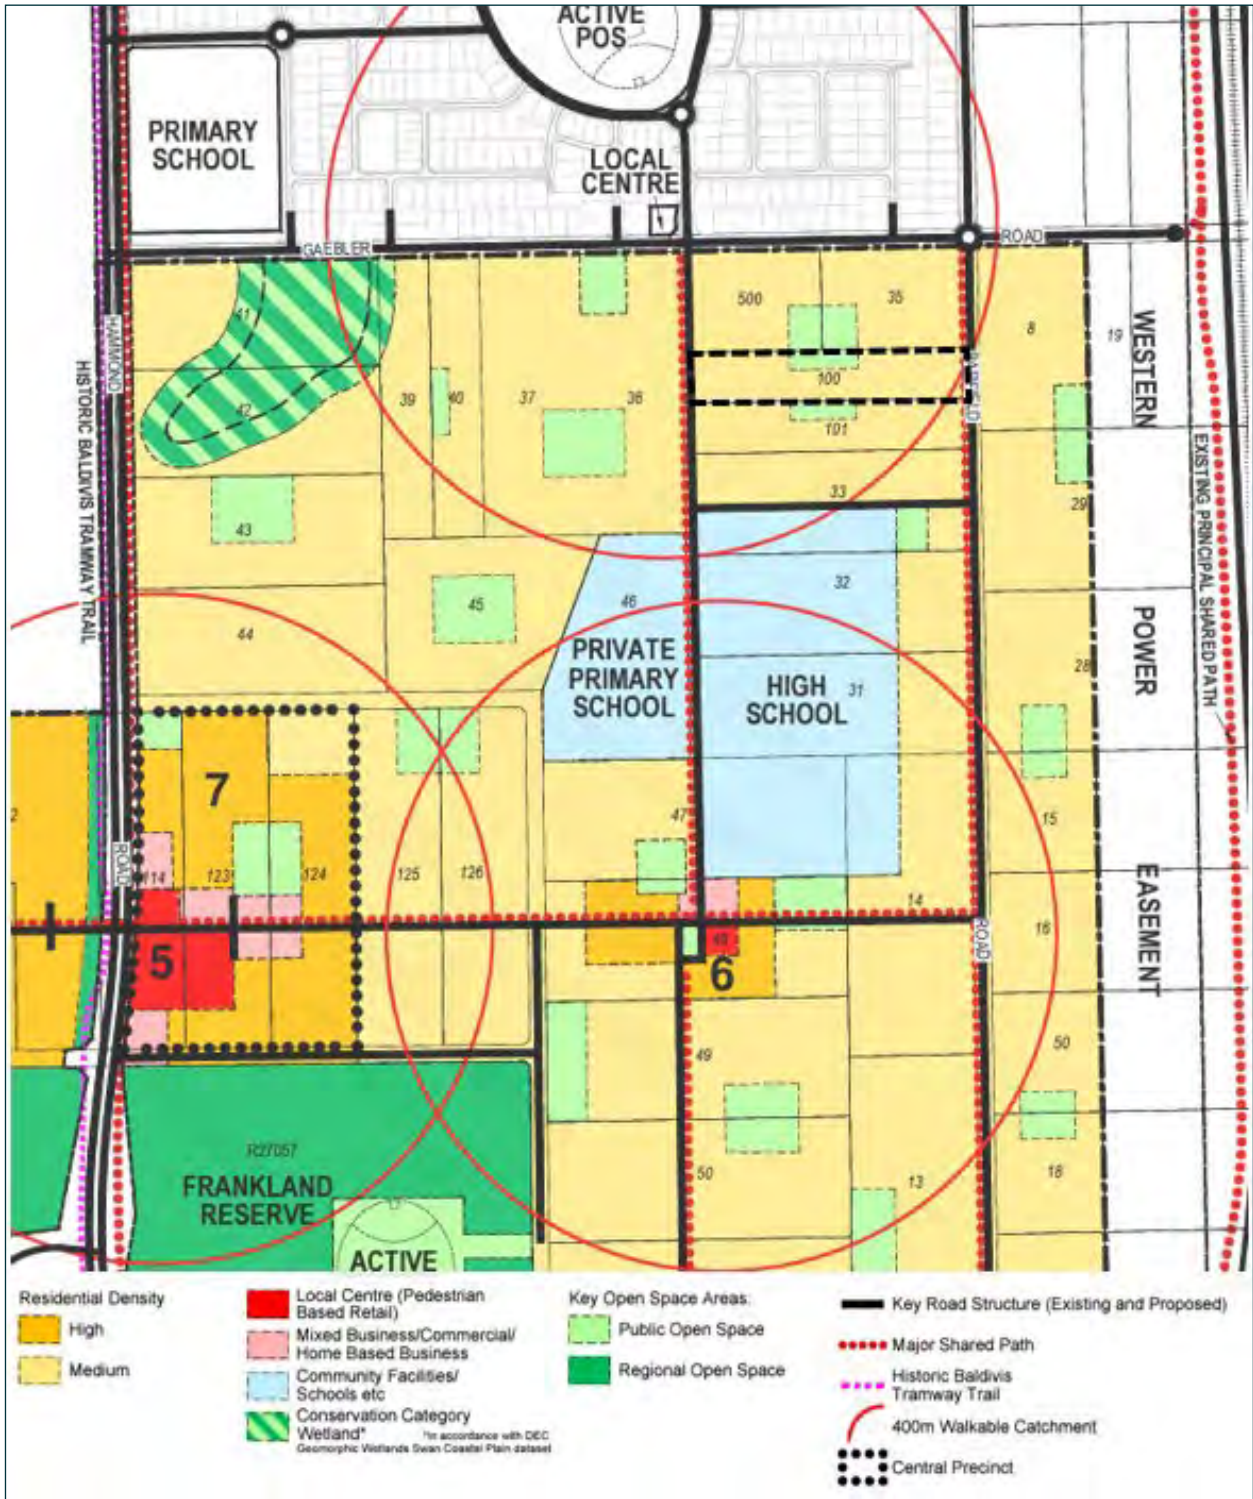 ACTIVE
POS
PRIMARY
SCHOOL
LOCAL
CENTRE
GAEBLER
ROAD
HAMMOND
ROAD
HISTORIC BALDIVIS TRAMWAY TRAIL
41
42
39
40
37
36
500
35
100
101
33
8
19
WESTERN
POWER
EASEMENT
EXISTING PRINCIPAL SHARED PATH
29
43
44
45
46
32
31
28
PRIVATE
PRIMARY
SCHOOL
HIGH
SCHOOL
7
47
15
2
114
123
124
125
126
14
16
ROAD
5
6
49
50
50
13
18
R27057
FRANKLAND
RESERVE
ACTIVE
Residential Density
High
Medium
Local Centre (Pedestrian
Based Retail)
Mixed Business/Commercial/
Home Based Business
Community Facilities/
Schools etc
Conservation Category
Wetland*
*In accordance with DEC
Geomorphic Wetlands Swan Coastal Plain dataset
Key Open Space Areas:
Public Open Space
Regional Open Space
Key Road Structure (Existing and Proposed)
Major Shared Path
Historic Baldivis
Tramway Trail
400m Walkable Catchment
Central Precinct